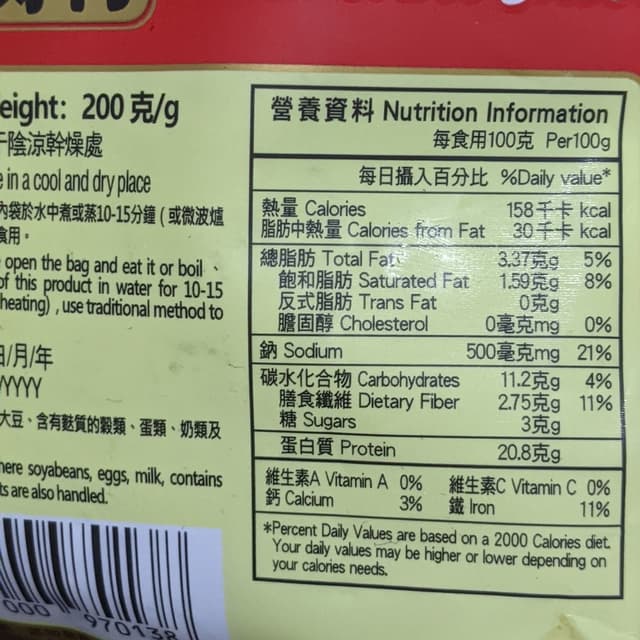 eight: 200 克/g
陰涼幹燥處
in a cool and dry place
內袋於水中煮或蒸10-15分鐘 ( 或微波爐
食用。
open the bag and eat it or boil 、
of this product in water for 10-15
heating) , use traditional method to
日/月/年
YYYY
大豆、含有麩質的穀類、蛋類、奶類及
here soyabeans, eggs, milk, contains
ts are also handled.
000 970138
營養資料 Nutrition Information
每食用100克 Per100g
每日攝入百分比 %Daily value*
熱量 Calories 158千卡 kcal
脂肪中熱量 Calories from Fat 30千卡 kcal
總脂肪 Total Fat 3.37克g 5%
飽和脂肪 Saturated Fat 1.59克g 8%
反式脂肪 Trans Fat 0克g
膽固醇 Cholesterol 0毫克mg 0%
鈉 Sodium 500毫克mg 21%
碳水化合物 Carbohydrates 11.2克g 4%
膳食纖維 Dietary Fiber 2.75克g 11%
糖 Sugars 3克g
蛋白質 Protein 20.8克g
維生素A Vitamin A 0% 維生素C Vitamin C 0%
鈣 Calcium 3% 鐵 Iron 11%
*Percent Daily Values are based on a 2000 Calories diet.
Your daily values may be higher or lower depending on
your calories needs.